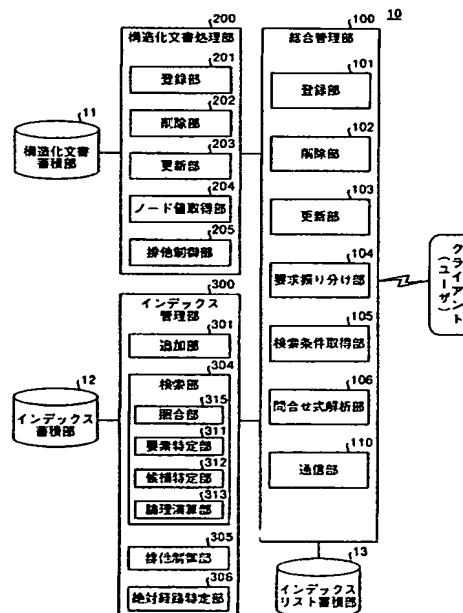 10
200
構造化文書処理部
201
登録部
202
削除部
203
更新部
204
ノード値取得部
205
排他制御部
11
構造化文書
蓄積部
300
インデックス
管理部
301
追加部
304
検索部
315
照合部
311
要素特定部
312
候補特定部
313
論理演算部
305
排他制御部
306
絶対経路特定部
12
インデックス
蓄積部
100
総合管理部
101
登録部
102
削除部
103
更新部
104
要求振り分け部
105
検索条件取得部
106
問合せ式解析部
110
通信部
13
インデックス
リスト蓄積部
クライアント
(ユーザ)